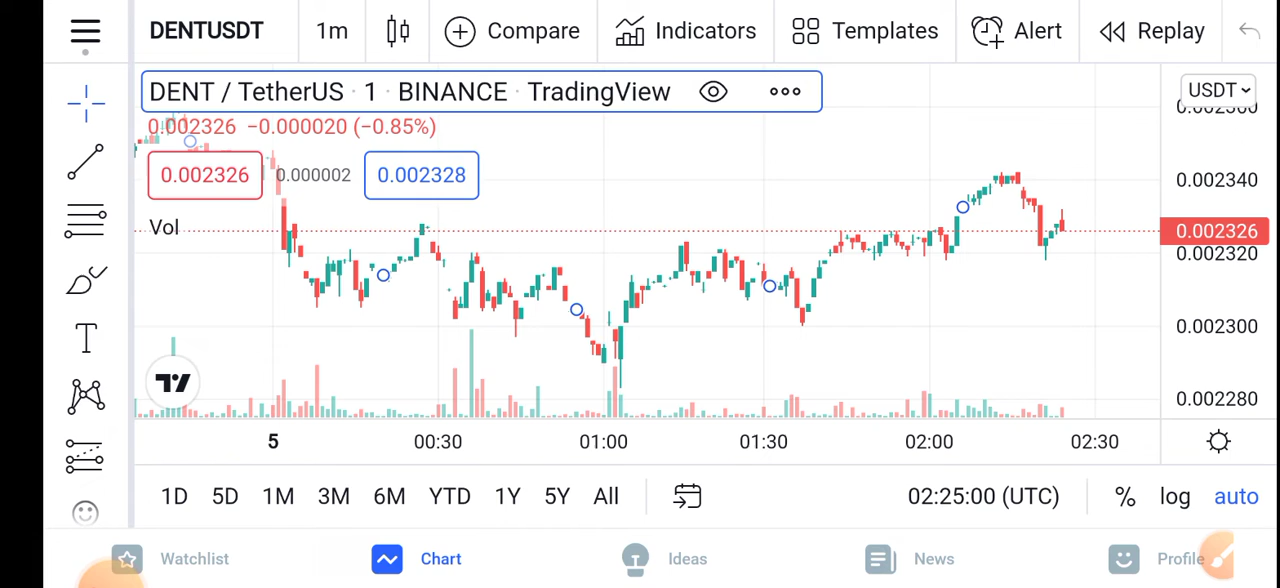 DENTUSDT 1m Compare Indicators Templates Alert Replay
DENT / TetherUS · 1 · BINANCE · TradingView
USDT
0.002326 −0.000020 (−0.85%)
0.002326 0.000002 0.002328
Vol
0.002340
0.002326
0.002320
0.002300
0.002280
5 00:30 01:00 01:30 02:00 02:30
1D 5D 1M 3M 6M YTD 1Y 5Y All 02:25:00 (UTC) % log auto
Watchlist Chart Ideas News Profile